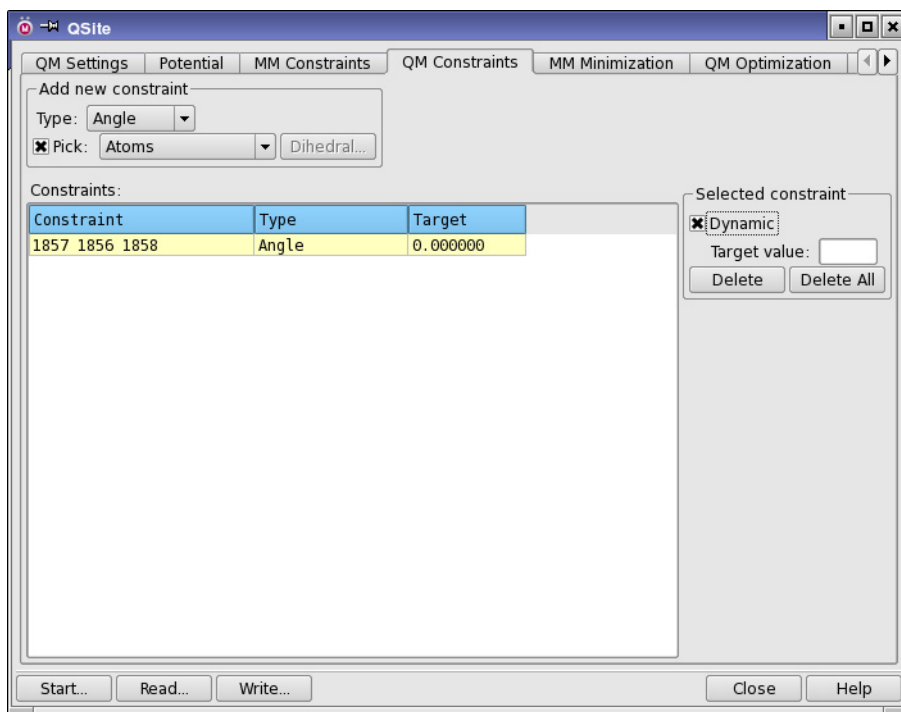 QSite
QM Settings Potential MM Constraints QM Constraints MM Minimization QM Optimization
Add new constraint
Type: Angle
Pick: Atoms Dihedral...
Constraints:
Constraint Type Target
1857 1856 1858 Angle 0.000000
Selected constraint
Dynamic
Target value:
Delete Delete All
Start... Read... Write... Close Help